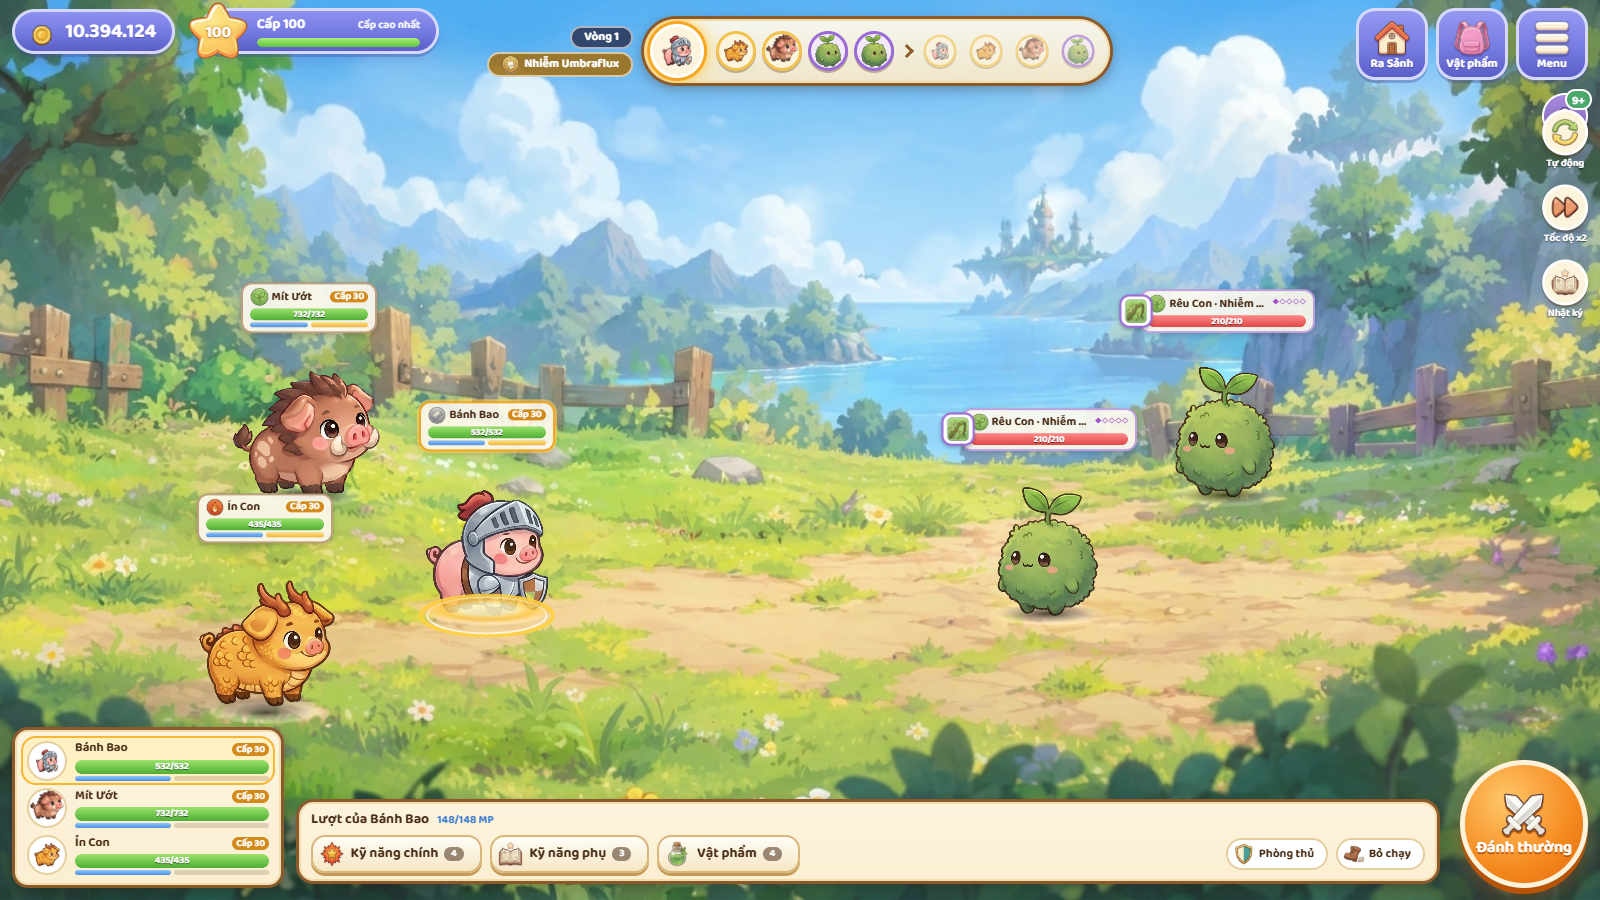 10.394.124
100
Cấp 100
Cấp cao nhất
Vòng 1
Nhiễm Umbraflux
Ra Sảnh
Vật phẩm
Menu
9+
Tự động
Tốc độ x2
Nhật ký
Mít Ướt
Cấp 30
732/732
Bánh Bao
Cấp 30
532/532
Ỉn Con
Cấp 30
435/435
Rêu Con · Nhiễm ...
210/210
Rêu Con · Nhiễm ...
210/210
Bánh Bao
Cấp 30
532/532
Mít Ướt
Cấp 30
732/732
Ỉn Con
Cấp 30
435/435
Lượt của Bánh Bao 148/148 MP
Kỹ năng chính 4
Kỹ năng phụ 3
Vật phẩm 4
Phòng thủ
Bỏ chạy
Đánh thường